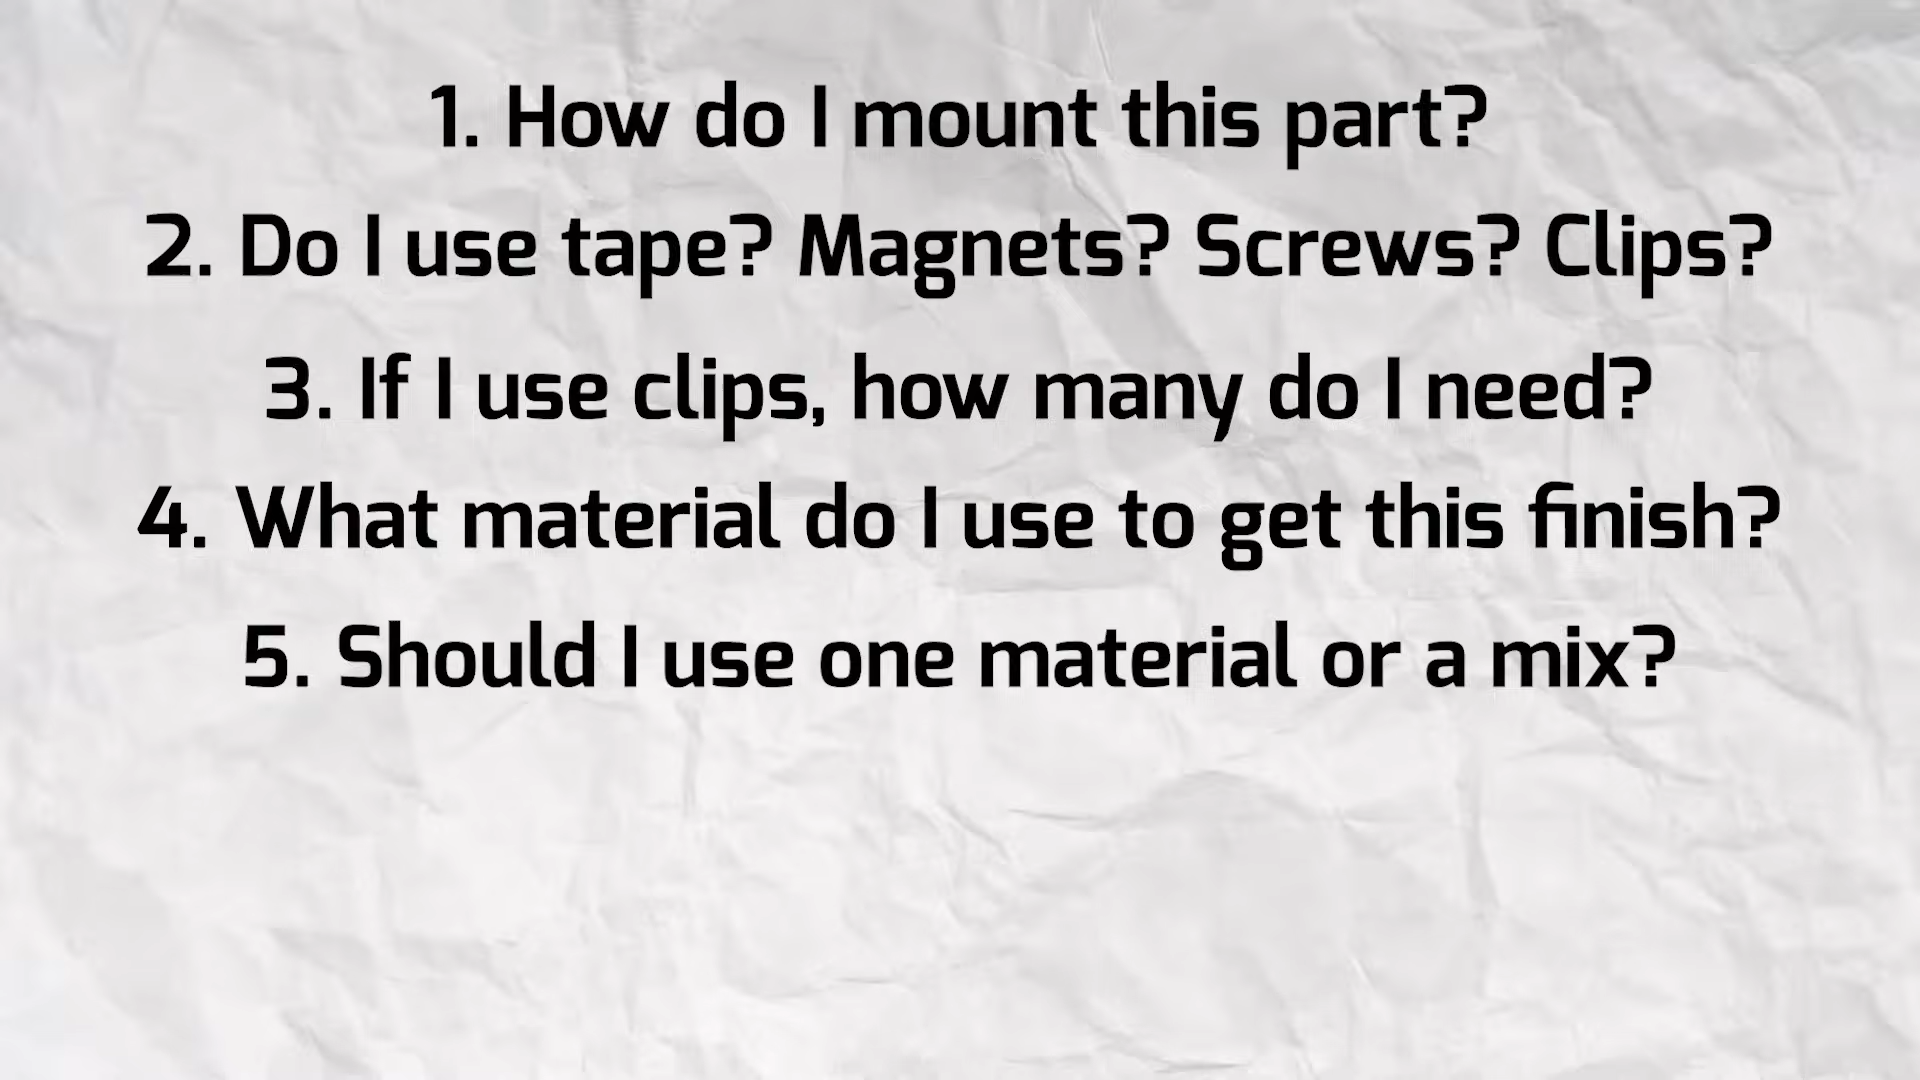 1. How do I mount this part?
2. Do I use tape? Magnets? Screws? Clips?
3. If I use clips, how many do I need?
4. What material do I use to get this finish?
5. Should I use one material or a mix?